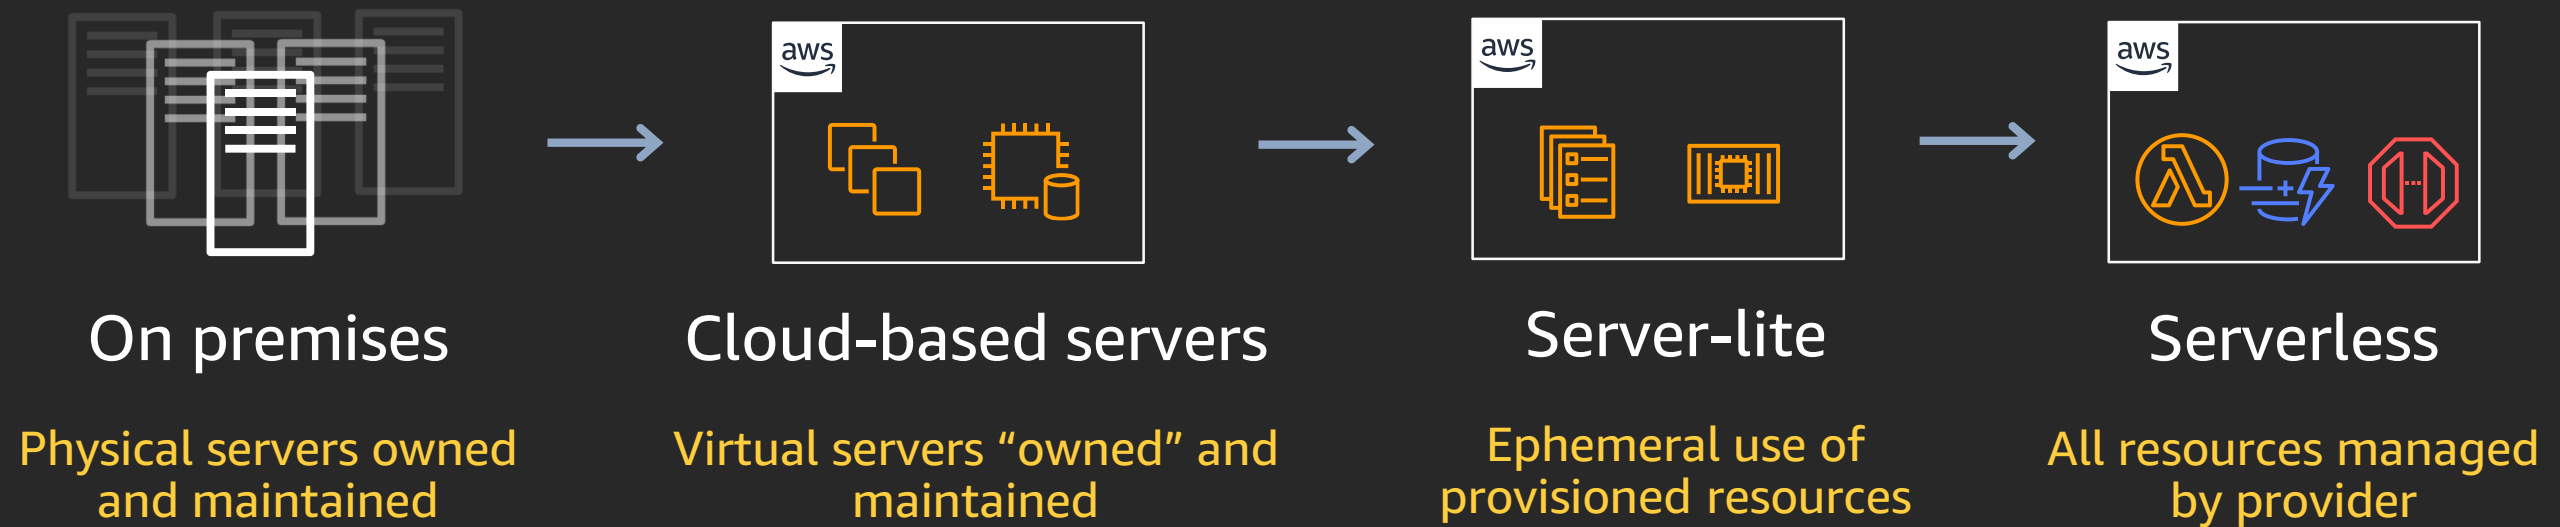 aws
aws
aws
On premises
Cloud-based servers
Server-lite
Serverless
Physical servers owned
and maintained
Virtual servers “owned” and
maintained
Ephemeral use of
provisioned resources
All resources managed
by provider